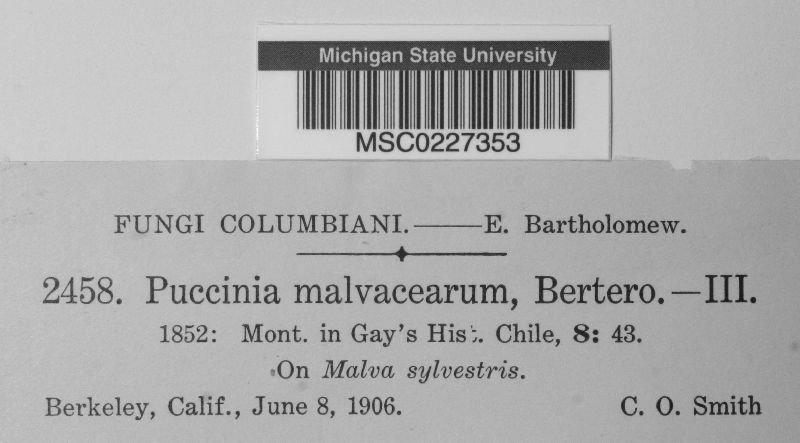 Michigan State University
MSC0227353
FUNGI COLUMBIANI.——E. Bartholomew.
2458. Puccinia malvacearum, Bertero.—III.
1852: Mont. in Gay's Hist. Chile, 8: 43.
On Malva sylvestris.
Berkeley, Calif., June 8, 1906. C. O. Smith